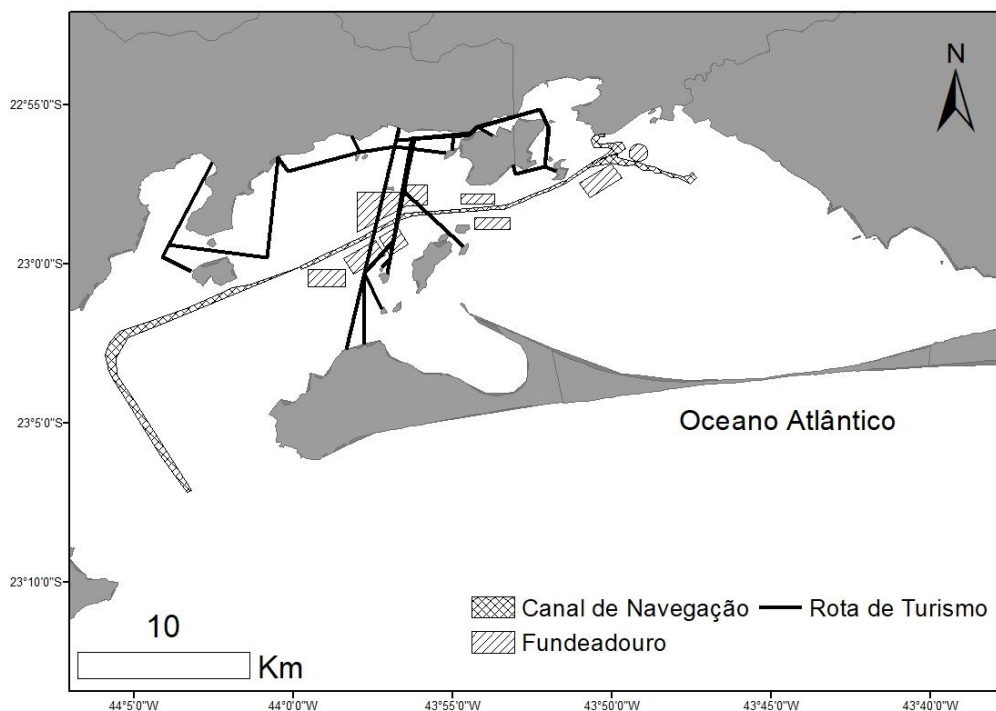 N
22°55'0"S
23°0'0"S
23°5'0"S
23°10'0"S
Oceano Atlântico
Canal de Navegação
Rota de Turismo
Fundeadouro
10
Km
44°5'0"W
44°0'0"W
43°55'0"W
43°50'0"W
43°45'0"W
43°40'0"W